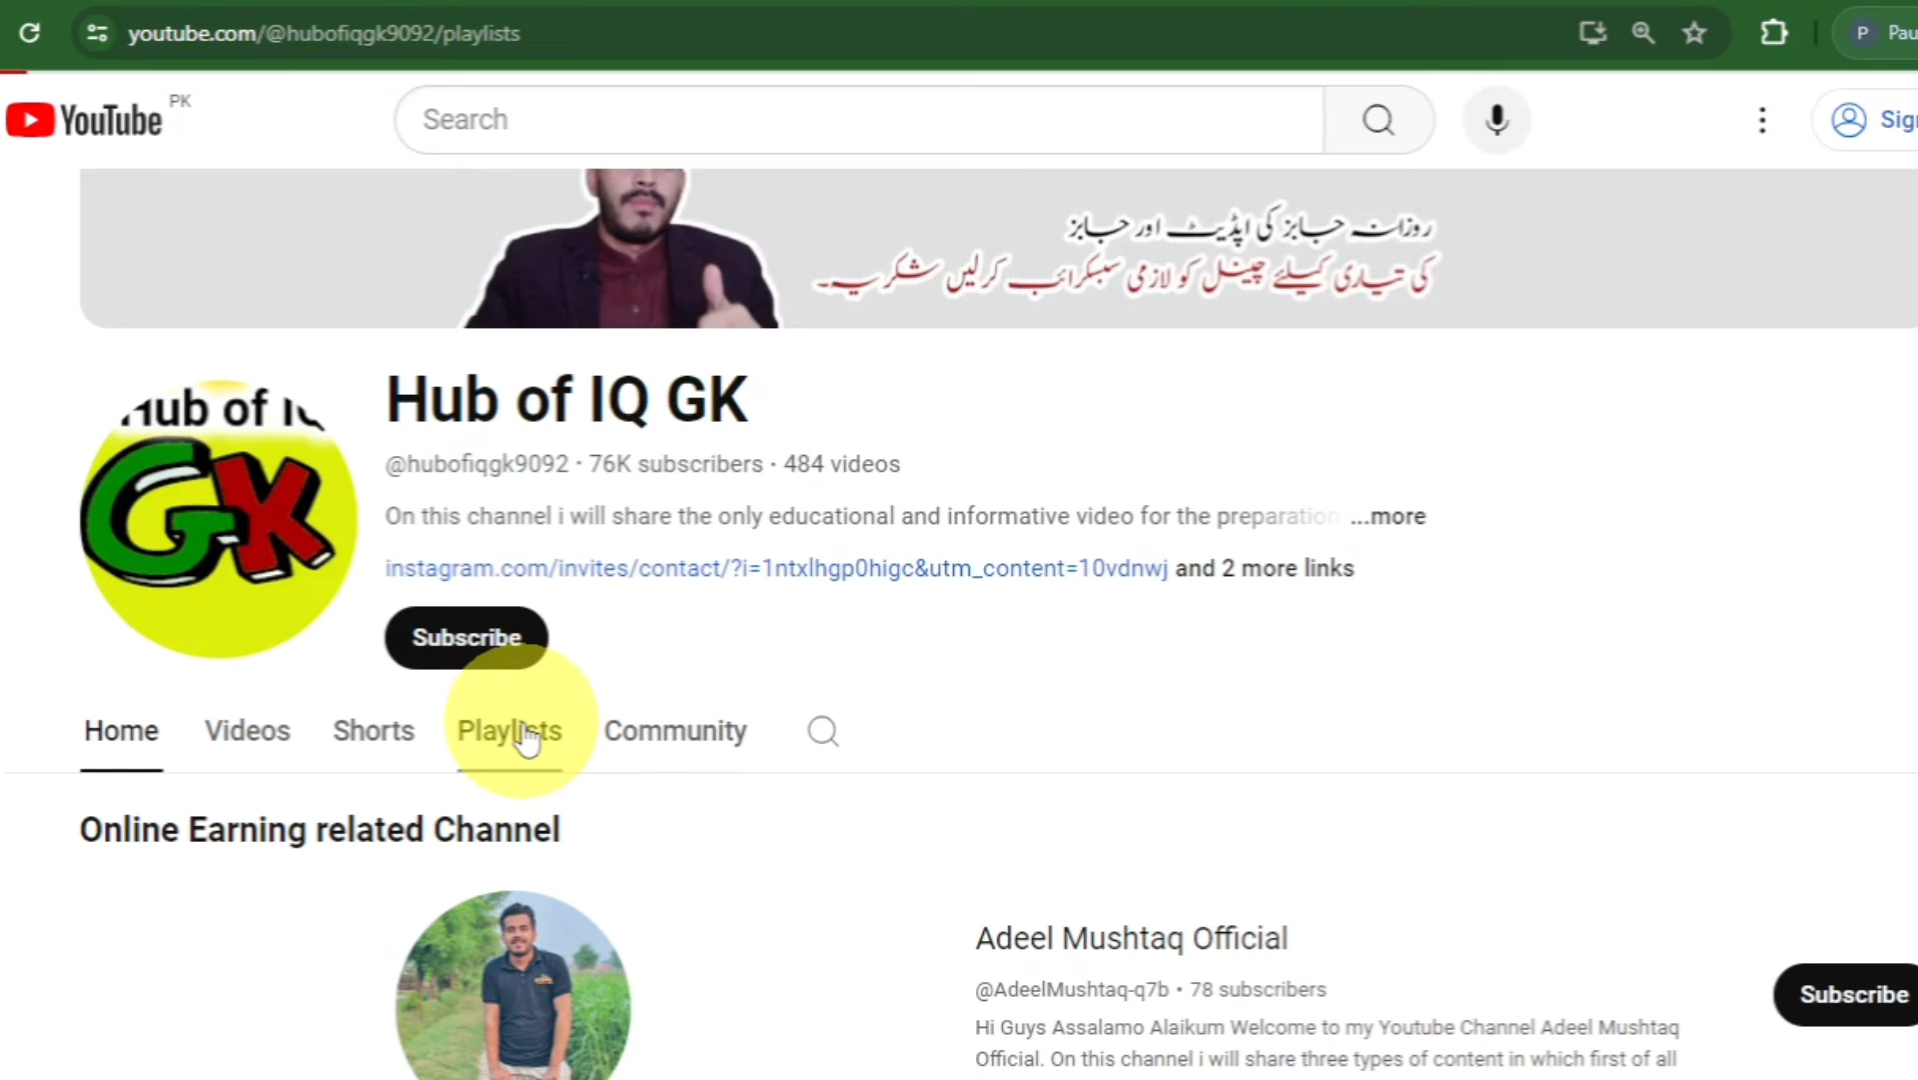 youtube.com/@hubofiqgk9092/playlists
P Pau
YouTube PK
Search
Sign
روزانہ جابز کی اپڈیٹ اور جابز
کی تیاری کیلئے چینل کو لازمی سبسکرائب کرلیں شکریہ۔
Hub of IQ
GK
Hub of IQ GK
@hubofiqgk9092 · 76K subscribers · 484 videos
On this channel i will share the only educational and informative video for the preparation ...more
instagram.com/invites/contact/?i=1ntxlhgp0higc&utm_content=10vdnwj and 2 more links
Subscribe
Home Videos Shorts Playlists Community
Online Earning related Channel
Adeel Mushtaq Official
@AdeelMushtaq-q7b • 78 subscribers
Subscribe
Hi Guys Assalamo Alaikum Welcome to my Youtube Channel Adeel Mushtaq
Official. On this channel i will share three types of content in which first of all